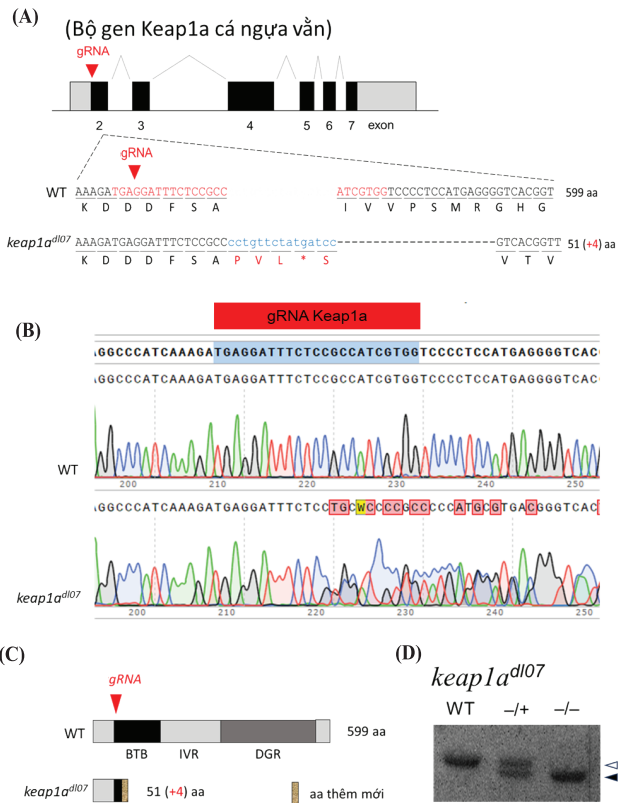 (A)
(Bộ gen Keap1a cá ngựa vằn)
gRNA
2 3 4 5 6 7 exon
gRNA
WT AAAGATGAGGATTTCTCCGCC ATCGTGGTCCCCTCCATGAGGGGTCACGGT 599 aa
K D D D F S A I V V P S M R G H G
keap1a^dl07 AAAGATGAGGATTTCTCCGCCcctgttctatgatcc------------------------GTCACGGTT 51 (+4) aa
K D D D F S A P V L * S V T V
(B)
gRNA Keap1a
AGGCCCATCAAAGATGAGGATTTCTCCGCCATCGTGGTCCCCTCCATGAGGGGTCAC
AGGCCCATCAAAGATGAGGATTTCTCCGCCATCGTGGTCCCCTCCATGAGGGGTCAC
WT
200 210 220 230 240 250
AGGCCCATCAAAGATGAGGATTTCTCCTGCWCCCCGCCCCCATGCGTGACGGGTCAC
keap1a^dl07
200 210 220 230 240 250
(C)
gRNA
WT 599 aa
BTB IVR DGR
keap1a^dl07 51 (+4) aa aa thêm mới
(D)
keap1a^dl07
WT –/+ –/–